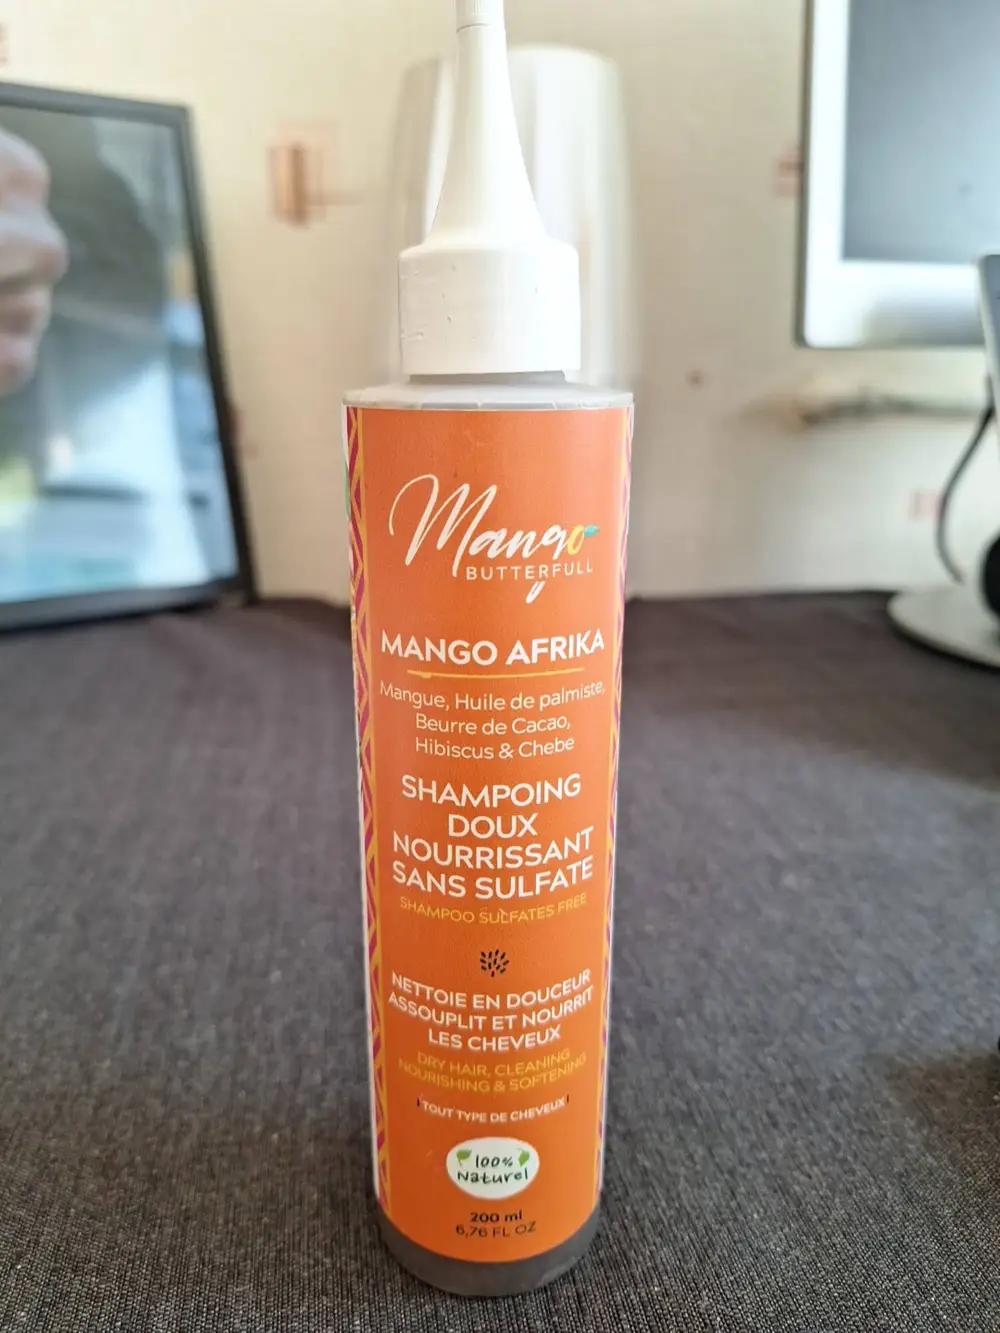 Mango
BUTTERFULL
MANGO AFRIKA
Mangue, Huile de palmiste,
Beurre de Cacao,
Hibiscus & Chebe
SHAMPOING
DOUX
NOURRISSANT
SANS SULFATE
SHAMPOO SULFATES FREE
NETTOIE EN DOUCEUR
ASSOUPLIT ET NOURRIT
LES CHEVEUX
DRY HAIR, CLEANING
NOURISHING & SOFTENING
TOUT TYPE DE CHEVEUX
100%
Naturel
200 ml
6,76 FL OZ